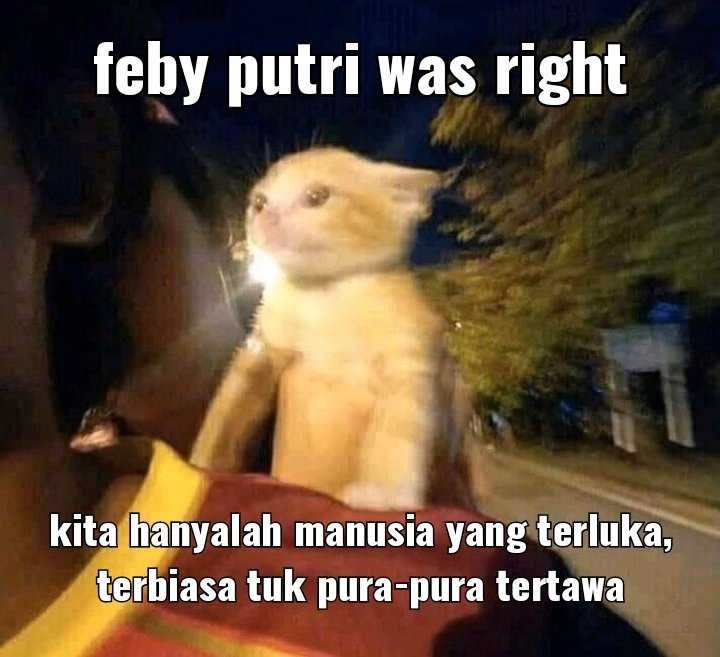 feby putri was right
kita hanyalah manusia yang terluka,
terbiasa tuk pura-pura tertawa